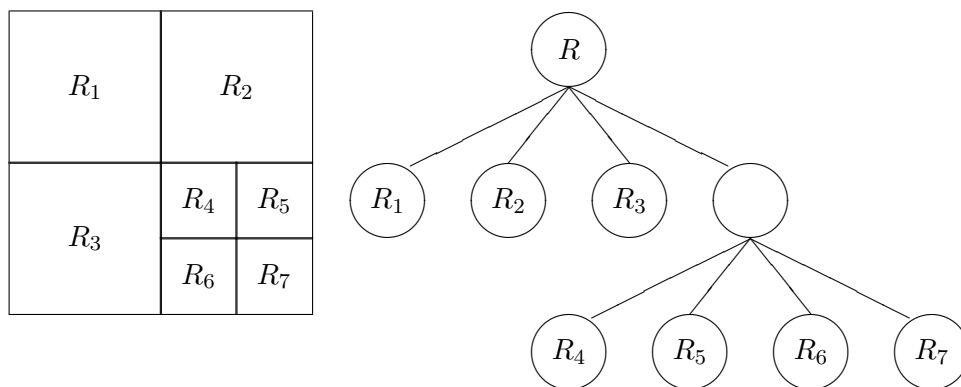 R
R₁ R₂
R₁ R₂ R₃
R₃ R₄ R₅
R₆ R₇
R₄ R₅ R₆ R₇